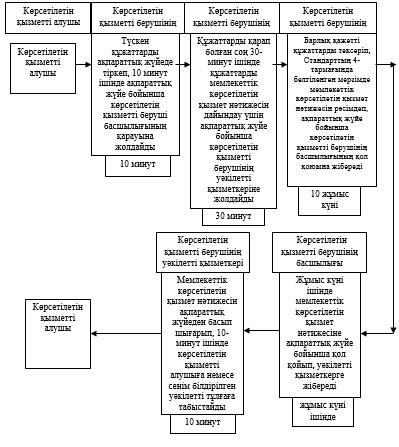 Көрсетілетін
қызметті алушы
Көрсетілетін
қызметті
алушы
Көрсетілетін
қызметті берушінің
Түскен
құжаттарды
ақпараттық жүйеде
тіркеп, 10 минут
ішінде ақпараттық
жүйе бойынша
көрсетілетін
қызметті беруші
басшылығының
қарауына
жолдайды
10 минут
Көрсетілетін
қызметті берушінің
Құжаттарды қарап
болған соң 30-
минут ішінде
құжаттарды
мемлекеттік
көрсетілетін
қызмет нәтижесін
дайындау үшін
ақпараттық жүйе
бойынша
көрсетілетін
қызметті
берушінің
уәкілетті
қызметкеріне
жолдайды
30 минут
Көрсетілетін
қызметті берушінің
Барлық қажетті
құжаттарды тексеріп,
Стандарттың 4-
тармағында
белгіленген мерзімде
мемлекеттік
көрсетілетін қызмет
нәтижесін ресімдеп,
ақпараттық жүйе
бойынша
көрсетілетін
қызметті берушінің
басшылығының қол
қоюына жібереді
10 жұмыс
күні
Көрсетілетін
қызметті берушінің
басшылығы
Жұмыс күні
ішінде
мемлекеттік
көрсетілетін
қызмет
нәтижесіне
ақпараттық жүйе
бойынша қол
қойып, уәкілетті
қызметкерге
жібереді
жұмыс күні
ішінде
Көрсетілетін
қызметті берушінің
уәкілетті қызметкері
Мемлекеттік
көрсетілетін
қызмет нәтижесін
ақпараттық
жүйеден басып
шығарып, 10-
минут ішінде
көрсетілетін
қызметті
алушыға немесе
сенім білдірілген
уәкілетті тұлғаға
табыстайды
10 минут
Көрсетілетін
қызметті
алушы